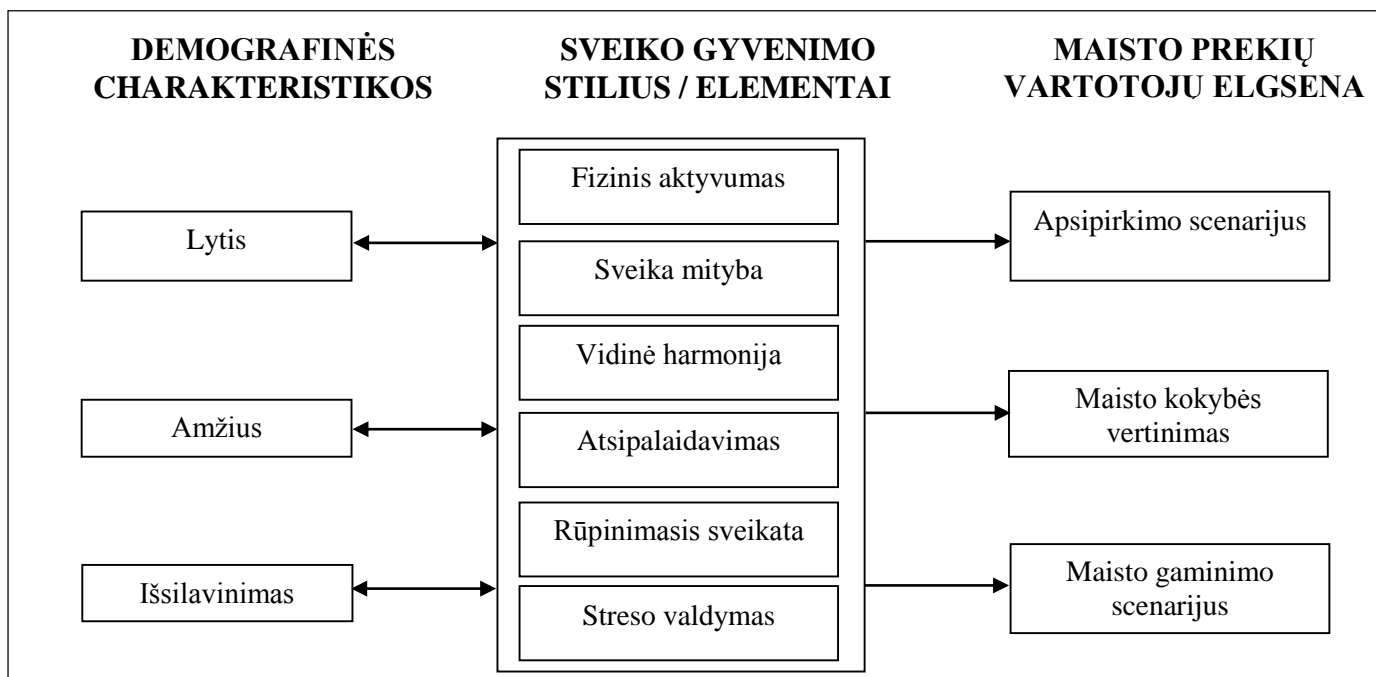 DEMOGRAFINĖS
CHARAKTERISTIKOS
SVEIKO GYVENIMO
STILIUS / ELEMENTAI
MAISTO PREKIŲ
VARTOTOJŲ ELGSENA
Lytis
Amžius
Išsilavinimas
Fizinis aktyvumas
Sveika mityba
Vidinė harmonija
Atsipalaidavimas
Rūpinimasis sveikata
Streso valdymas
Apsipirkimo scenarijus
Maisto kokybės
vertinimas
Maisto gaminimo
scenarijus